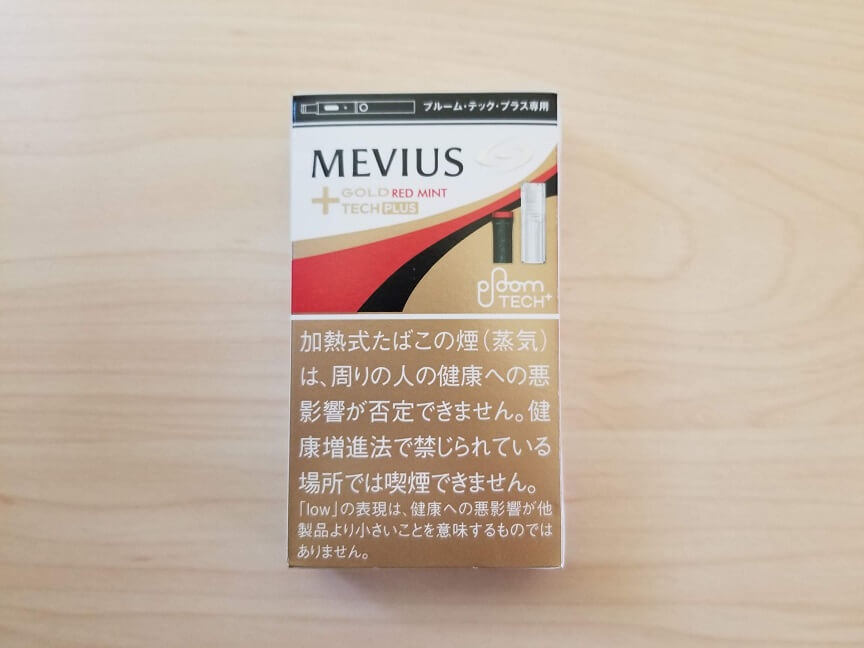 プルーム・テック・プラス専用
MEVIUS
GOLD RED MINT
TECH PLUS
ploom
TECH+
加熱式たばこの煙（蒸気）
は、周りの人の健康への悪
影響が否定できません。健
康増進法で禁じられている
場所では喫煙できません。
「low」の表現は、健康への悪影響が他
製品より小さいことを意味するものでは
ありません。